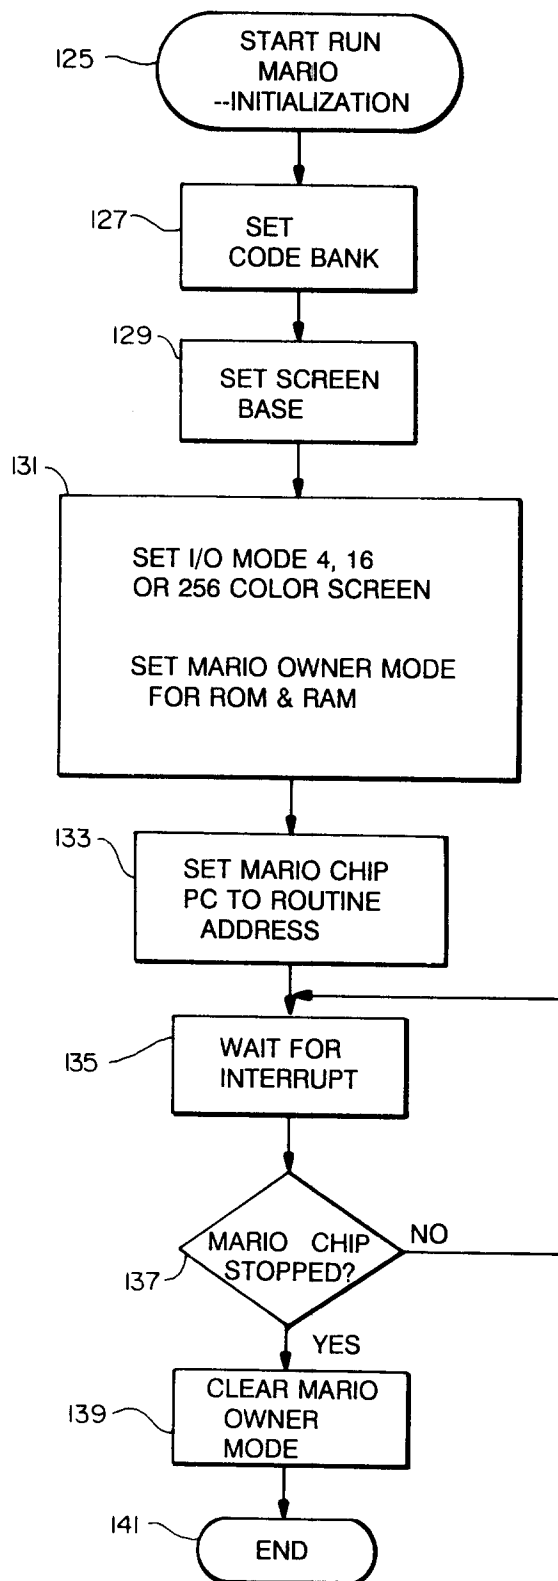 125
START RUN
MARIO
--INITIALIZATION
127
SET
CODE BANK
129
SET SCREEN
BASE
131
SET I/O MODE 4, 16
OR 256 COLOR SCREEN
SET MARIO OWNER MODE
FOR ROM & RAM
133
SET MARIO CHIP
PC TO ROUTINE
ADDRESS
135
WAIT FOR
INTERRUPT
137
MARIO CHIP
STOPPED?
NO
YES
139
CLEAR MARIO
OWNER
MODE
141
END